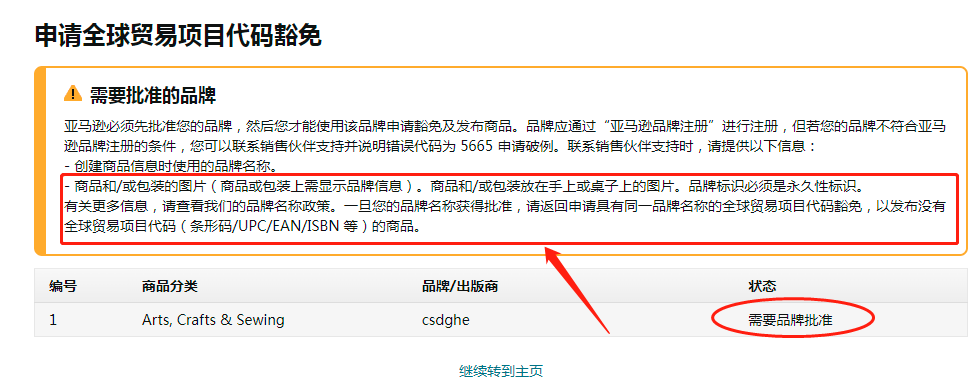 申请全球贸易项目代码豁免
需要批准的品牌
亚马逊必须先批准您的品牌，然后您才能使用该品牌申请豁免及发布商品。品牌应通过“亚马逊品牌注册”进行注册，但若您的品牌不符合亚马
逊品牌注册的条件，您可以联系销售伙伴支持并说明错误代码为 5665 申请破例。联系销售伙伴支持时，请提供以下信息：
- 创建商品信息时使用的品牌名称。
- 商品和/或包装的图片（商品或包装上需显示品牌信息）。商品和/或包装放在手上或桌子上的图片。品牌标识必须是永久性标识。
有关更多信息，请查看我们的品牌名称政策。一旦您的品牌名称获得批准，请返回申请具有同一品牌名称的全球贸易项目代码豁免，以发布没有
全球贸易项目代码（条形码/UPC/EAN/ISBN 等）的商品。
编号 商品分类 品牌/出版商 状态
1 Arts, Crafts & Sewing csdghe 需要品牌批准
继续转到主页